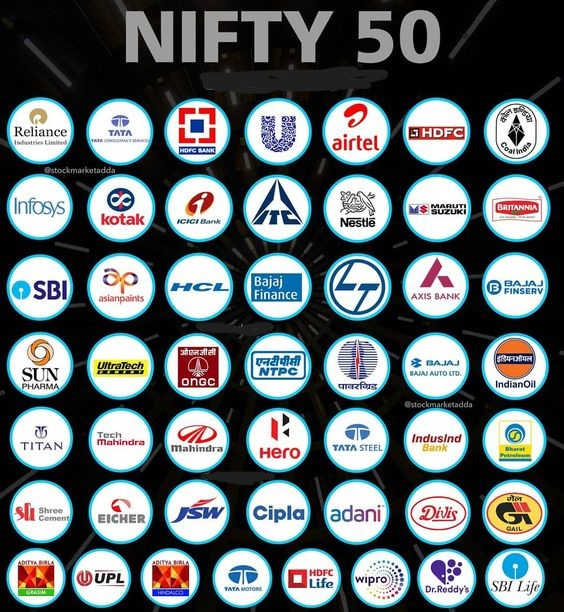 NIFTY 50
Reliance
Industries Limited
TATA
TATA CONSULTANCY SERVICES
HDFC BANK
U
airtel
HDFC
कोल इण्डिया
Coal India
@stockmarketadda
Infosys
kotak
ICICI Bank
ITC
Nestlé
MARUTI
SUZUKI
BRITANNIA
SBI
asianpaints
HCL
Bajaj
Finance
LT
AXIS BANK
B BAJAJ
FINSERV
SUN
PHARMA
UltraTech
CEMENT
ओएनजीसी
ONGC
एनटीपीसी
NTPC
पावरग्रिड
BAJAJ
BAJAJ AUTO LTD.
इंडियनऑयल
IndianOil
@stockmarketadda
TITAN
Tech
Mahindra
Mahindra
Hero
TATA STEEL
IndusInd
Bank
Bharat
Petroleum
Shree
Cement
EICHER
JSW
Cipla
adani
Divi's
गेल
GAIL
ADITYA BIRLA
GRASIM
UPL
ADITYA BIRLA
HINDALCO
TATA MOTORS
HDFC
Life
wipro
Dr.Reddy's
SBI Life